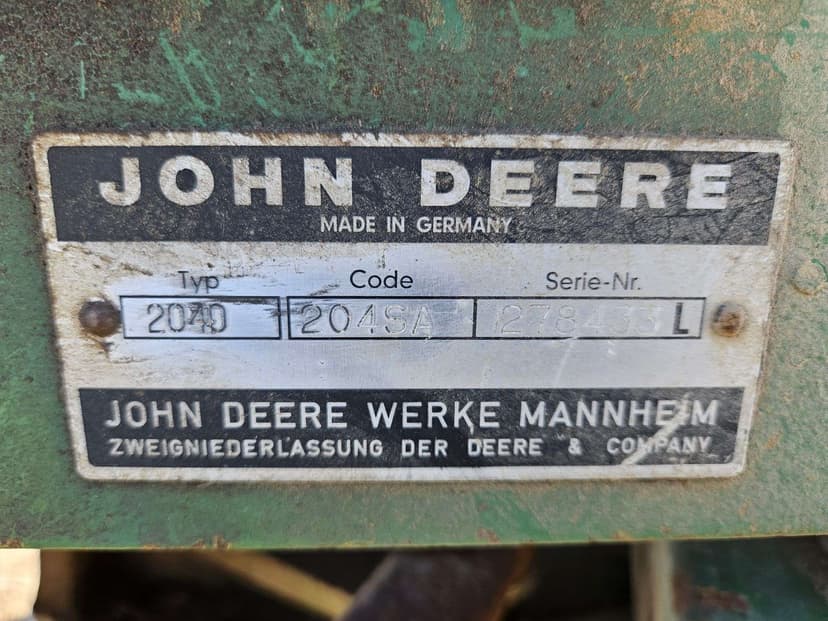 JOHN DEERE
MADE IN GERMANY
Typ Code Serie-Nr.
2040 204SA 278433 L
JOHN DEERE WERKE MANNHEIM
ZWEIGNIEDERLASSUNG DER DEERE & COMPANY